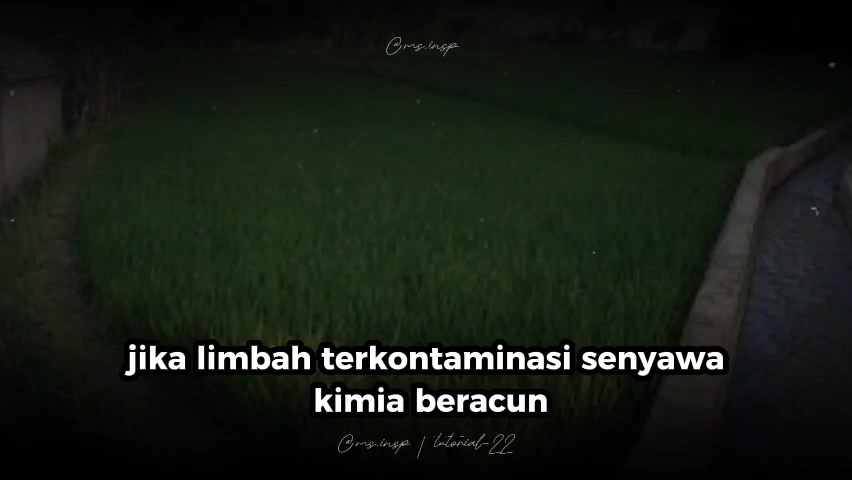 @ms.insp
jika limbah terkontaminasi senyawa
kimia beracun
@ms.insp | tutorial-22